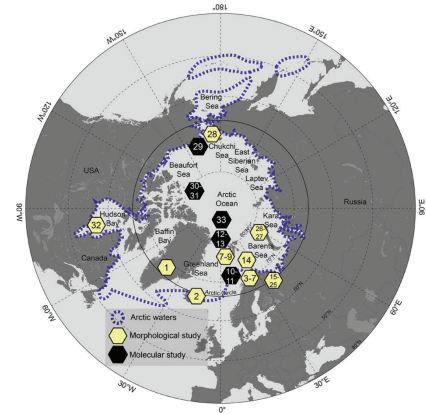 180°
150°W
150°E
120°E
Bering
Sea
28
29
Chukchi
Sea
East
Siberian
Sea
Beaufort
Sea
Laptev
Sea
USA
30-
31
Arctic
Ocean
90°W
90°E
Russia
Hudson
Bay
32
33
Kara
Sea
12-
13
26-
27
Baffin
Bay
Barents
Sea
Canada
7-9
14
1
Greenland
Sea
10-
11
3-7
15-
25
2
Arctic circle
60°W
60°E
Arctic waters
Morphological study
Molecular study
30°W
30°E
0°